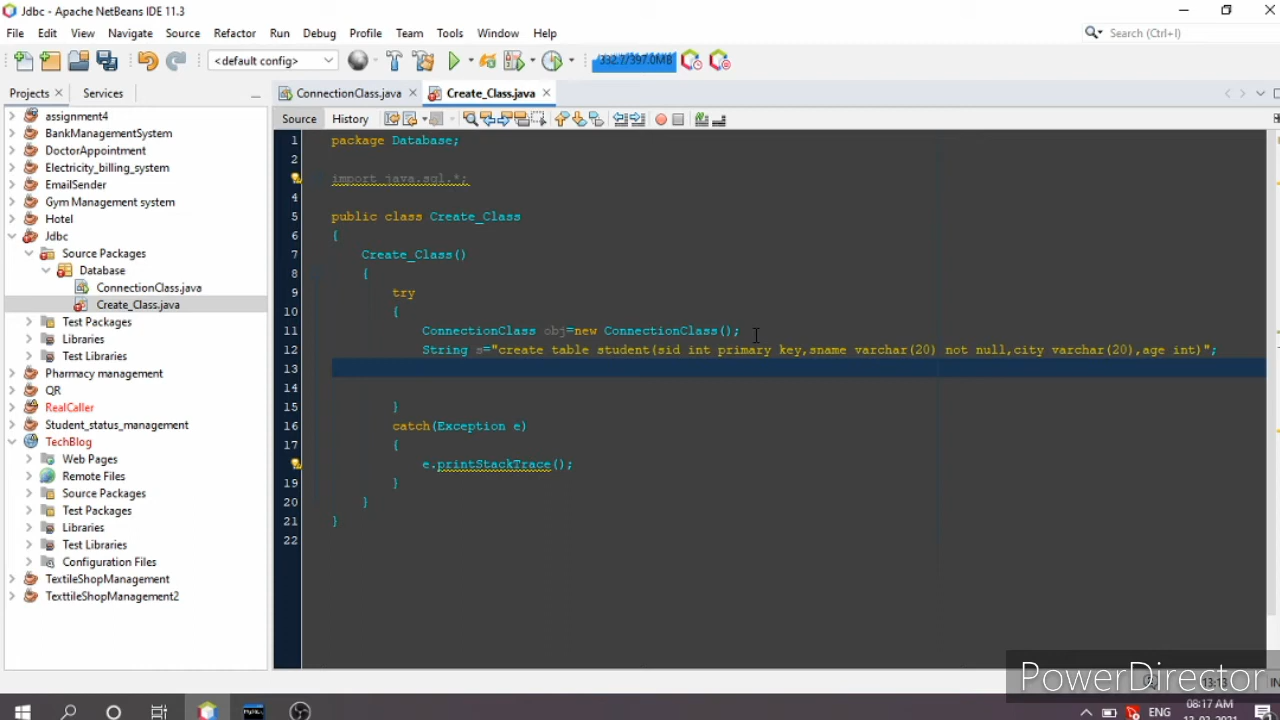 Jdbc - Apache NetBeans IDE 11.3
File Edit View Navigate Source Refactor Run Debug Profile Team Tools Window Help
Search (Ctrl+I)
<default config>
332.7/397.0MB
Projects Services
ConnectionClass.java Create_Class.java
Source History
assignment4
BankManagementSystem
DoctorAppointment
Electricity_billing_system
EmailSender
Gym Management system
Hotel
Jdbc
Source Packages
Database
ConnectionClass.java
Create_Class.java
Test Packages
Libraries
Test Libraries
Pharmacy management
QR
RealCaller
Student_status_management
TechBlog
Web Pages
Remote Files
Source Packages
Test Packages
Libraries
Test Libraries
Configuration Files
TextileShopManagement
TexttileShopManagement2
1 package Database;
2
import java.sql.*;
4
5 public class Create_Class
6 {
7 Create_Class()
8 {
9 try
10 {
11 ConnectionClass obj=new ConnectionClass();
12 String s="create table student(sid int primary key,sname varchar(20) not null,city varchar(20),age int)";
13
14
15 }
16 catch(Exception e)
17 {
e.printStackTrace();
19 }
20 }
21 }
22
13:13 IN
PowerDirector
ENG
08:17 AM